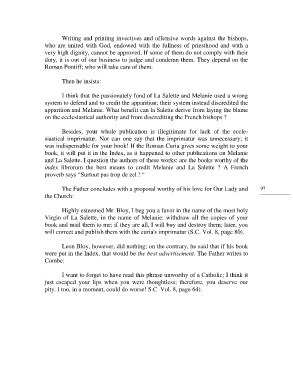 Writing and printing invectives and offensive words against the bishops,
who are united with God, endowed with the fullness of priesthood and with a
very high dignity, cannot be approved. If some of them do not comply with their
duty, it is out of our business to judge and condemn them. They depend on the
Roman Pontiff; who will take care of them.
Then he insists:
I think that the passionately fond of La Salette and Melanie used a wrong
system to defend and to credit the apparition; their system instead discredited the
apparition and Melanie. What benefit can la Salette derive from laying the blame
on the ecclesiastical authority and from discrediting the French bishops ?
Besides, your whole publication is illegitimate for lack of the eccle-
siastical imprimatur. Nor can one say that the imprimatur was unnecessary; it
was indispensable for your book! If the Roman Curia gives some weight to your
book, it will put it in the Index, as it happened to other publications on Melanie
and La Salette. I question the authors of these works: are the books worthy of the
index librorum the best means to credit Melanie and La Salette ? A French
proverb says "Surtout pas trop de zel ! "
The Father concludes with a proposal worthy of his love for Our Lady and
the Church:
97
Highly esteemed Mr. Bloy, I beg you a favor in the name of the most holy
Virgin of La Salette, in the name of Melanie: withdraw all the copies of your
book and mail them to me; if they are all, I will buy and destroy them; later, you
will correct and publish them with the curia's imprimatur (S.C. Vol. 8, page 80).
Leon Bloy, however, did nothing; on the contrary, he said that if his book
were put in the Index, that would be the best advertisement. The Father writes to
Combe:
I want to forget to have read this phrase unworthy of a Catholic; I think it
just escaped your lips when you were thoughtless; therefore, you deserve our
pity. I too, in a moment, could do worse! S.C. Vol. 8, page 64).